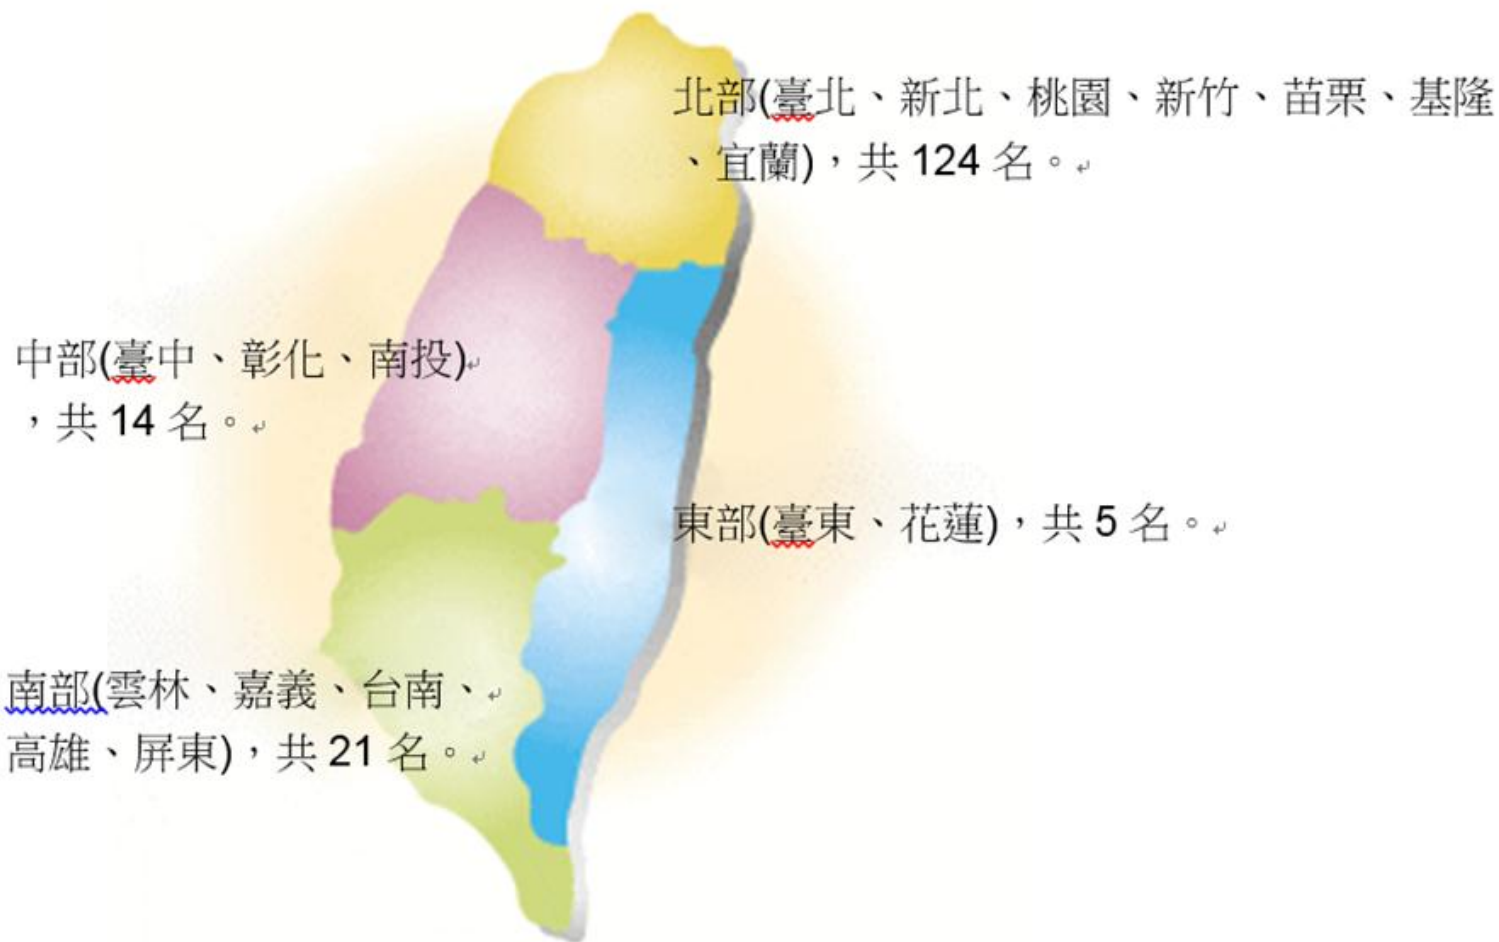 北部(臺北、新北、桃園、新竹、苗栗、基隆
、宜蘭)，共 124 名。
中部(臺中、彰化、南投)
，共 14 名。
東部(臺東、花蓮)，共 5 名。
南部(雲林、嘉義、台南、
高雄、屏東)，共 21 名。